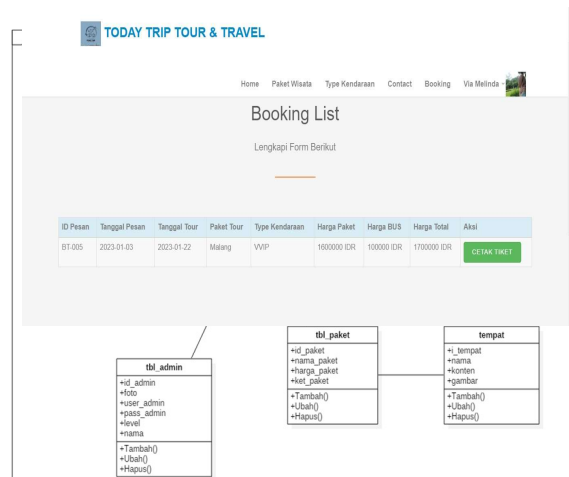 TODAY TRIP TOUR & TRAVEL
Home Paket Wisata Type Kendaraan Contact Booking Via Melinda
Booking List
Lengkapi Form Berikut
ID Pesan Tanggal Pesan Tanggal Tour Paket Tour Type Kendaraan Harga Paket Harga BUS Harga Total Aksi
BT-005 2023-01-03 2023-01-22 Malang VVIP 1600000 IDR 100000 IDR 1700000 IDR CETAK TIKET
tbl_paket
+id_paket
+nama_paket
+harga_paket
+ket_paket
+Tambah()
+Ubah()
+Hapus()
tempat
+i_tempat
+nama
+konten
+gambar
+Tambah()
+Ubah()
+Hapus()
tbl_admin
+id_admin
+foto
+user_admin
+pass_admin
+level
+nama
+Tambah()
+Ubah()
+Hapus()